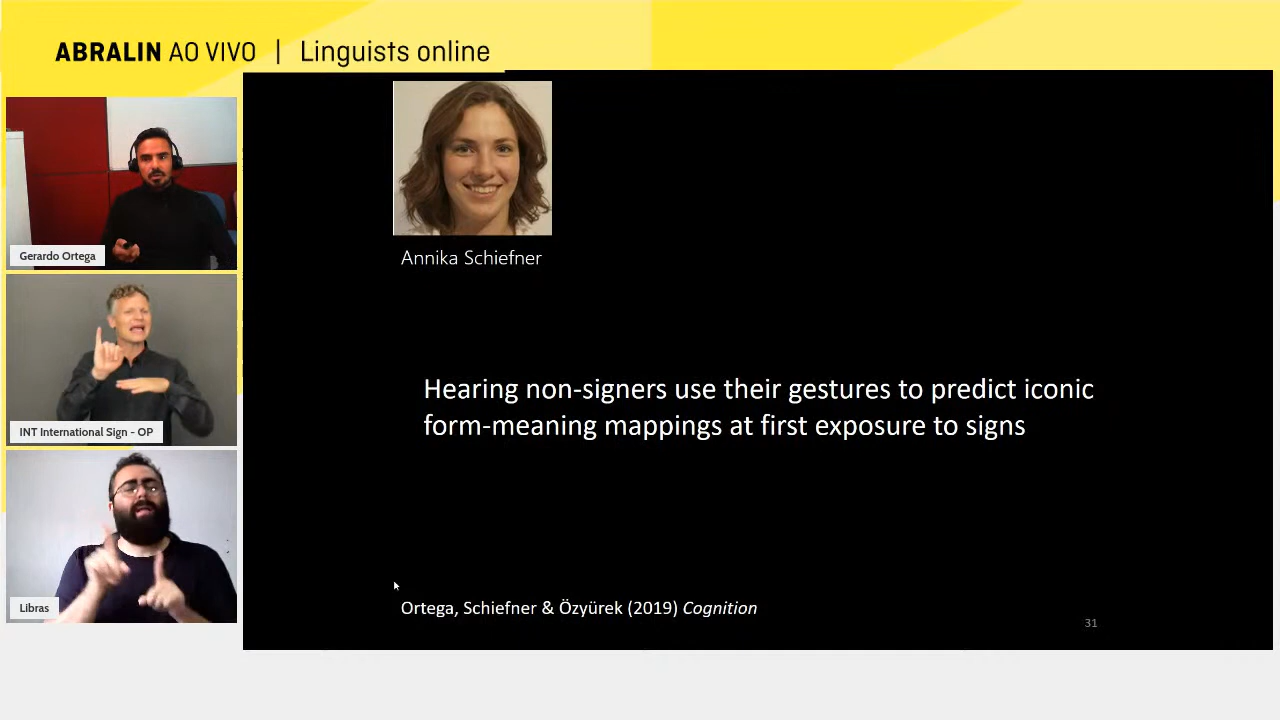 ABRALIN AO VIVO | Linguists online
Gerardo Ortega
INT International Sign - OP
Libras
Annika Schiefner
Hearing non-signers use their gestures to predict iconic
form-meaning mappings at first exposure to signs
Ortega, Schiefner & Özyürek (2019) Cognition
31